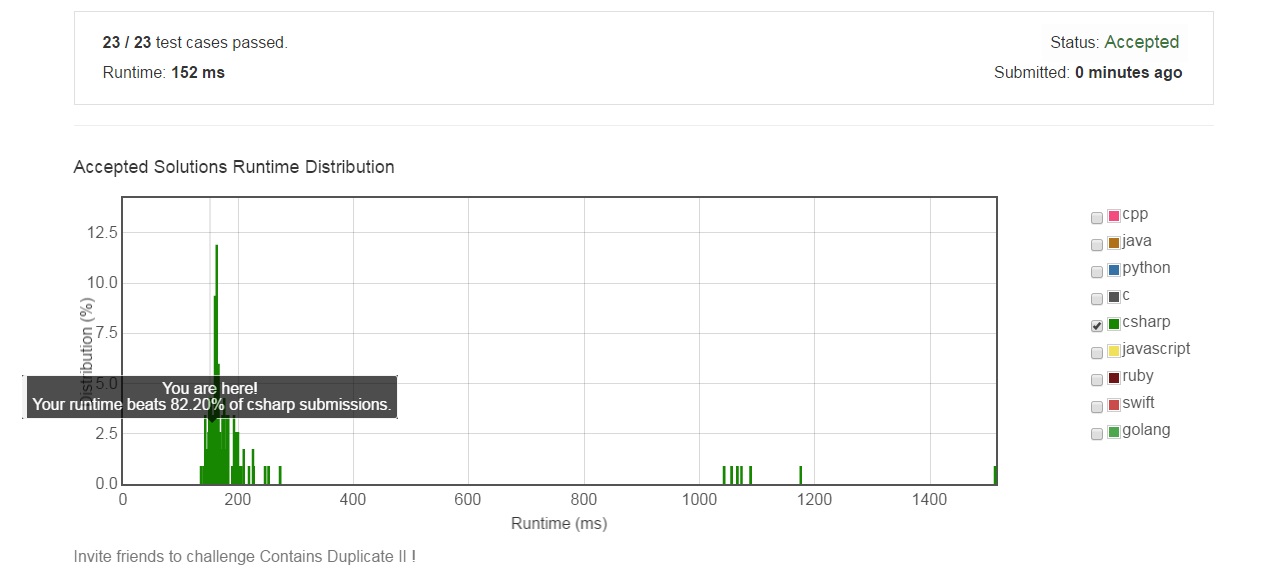 23 / 23 test cases passed.
Status: Accepted
Runtime: 152 ms
Submitted: 0 minutes ago
Accepted Solutions Runtime Distribution
12.5
10.0
7.5
5.0
2.5
0.0
Distribution (%)
You are here!
Your runtime beats 82.20% of csharp submissions.
0
200
400
600
800
1000
1200
1400
Runtime (ms)
cpp
java
python
c
csharp
javascript
ruby
swift
golang
Invite friends to challenge Contains Duplicate II !